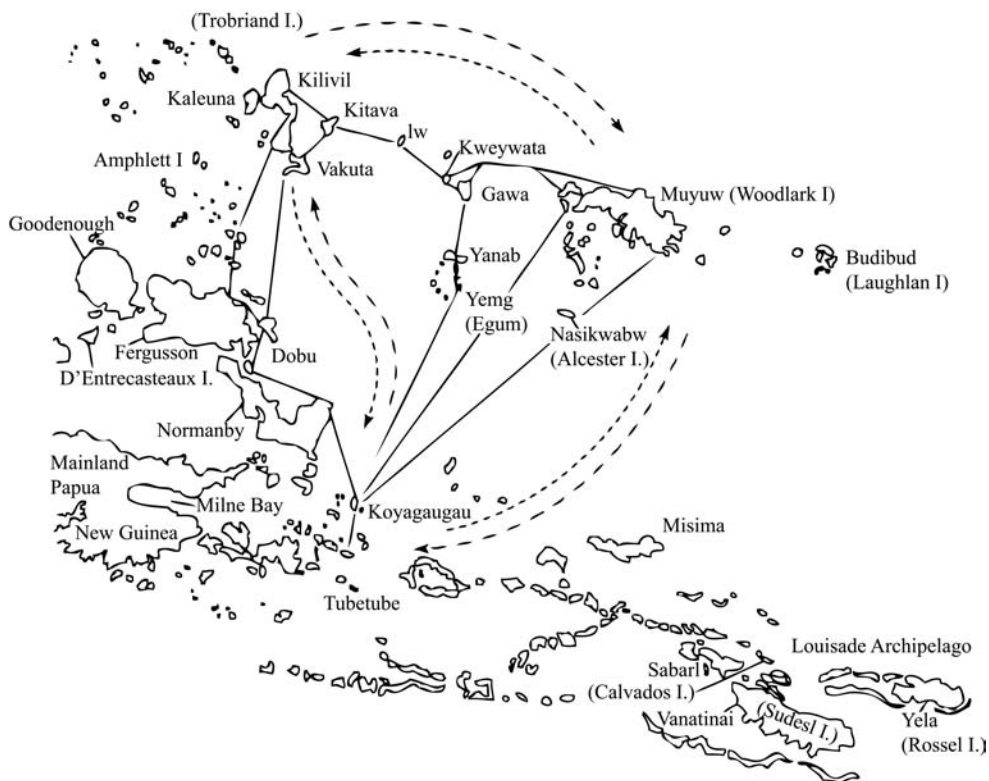 (Trobriand I.)
Kilivil
Kaleuna
Kitava
Iw
Kweywata
Amphlett I
Vakuta
Gawa
Muyuw (Woodlark I)
Goodenough
Yanab
Budibud
(Laughlan I)
Yemg
(Egum)
Nasikwabw
(Alcester I.)
Fergusson
Dobu
D'Entrecasteaux I.
Normanby
Mainland
Papua
Milne Bay
New Guinea
Koyagaugau
Misima
Tubetube
Louisade Archipelago
Sabarl
(Calvados I.)
Vanatinai
(Sudesl I.)
Yela
(Rossel I.)